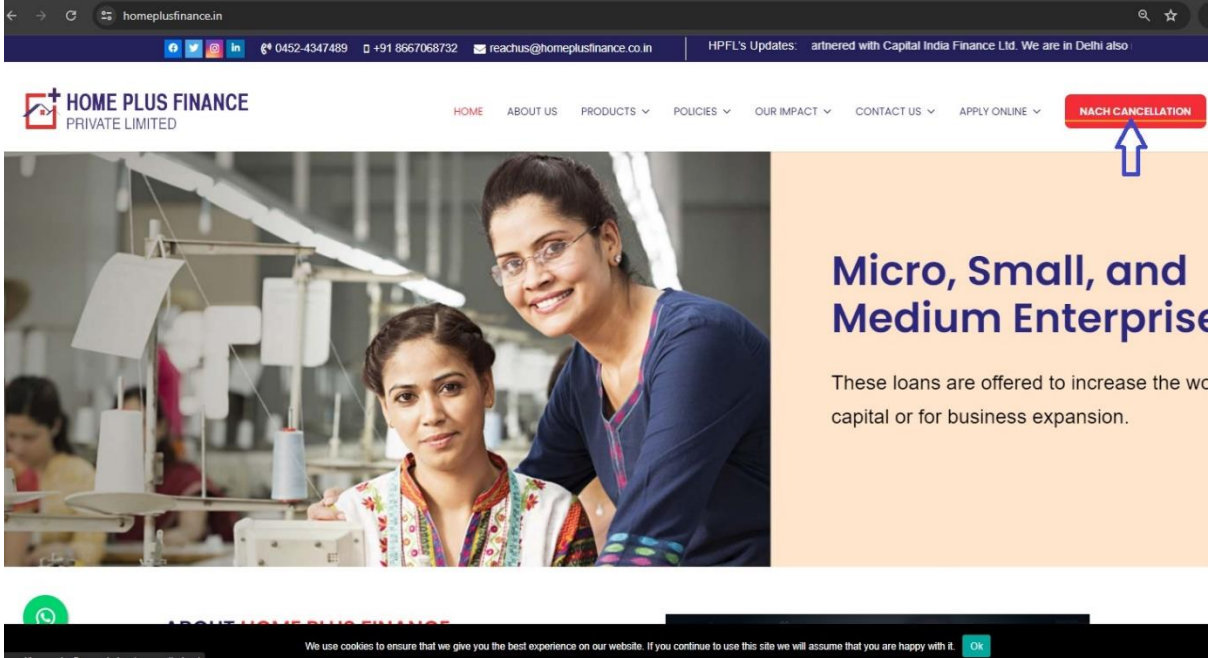 homeplusfinance.in
0452-4347489 +91 8667068732 reachus@homeplusfinance.co.in HPFL's Updates: artnered with Capital India Finance Ltd. We are in Delhi also
HOME PLUS FINANCE
PRIVATE LIMITED
HOME ABOUT US PRODUCTS POLICIES OUR IMPACT CONTACT US APPLY ONLINE NACH CANCELLATION
Micro, Small, and
Medium Enterprise
These loans are offered to increase the wo
capital or for business expansion.
ABOUT HOME PLUS FINANCE
We use cookies to ensure that we give you the best experience on our website. If you continue to use this site we will assume that you are happy with it. Ok